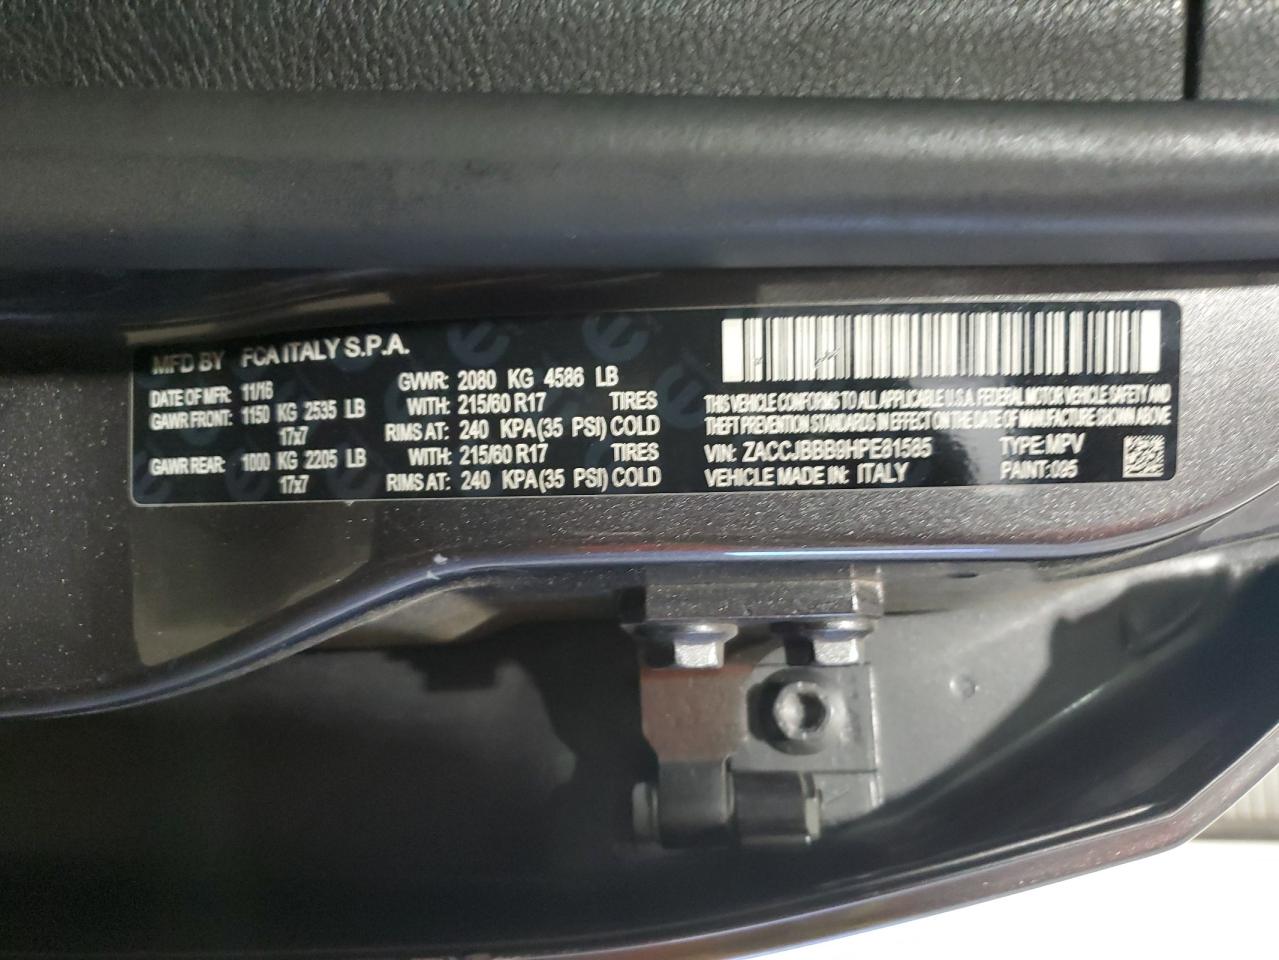 MFD BY FCA ITALY S.P.A.
DATE OF MFR: 11/16 GVWR: 2080 KG 4586 LB
GAWR FRONT: 1150 KG 2535 LB WITH: 215/60 R17 TIRES
17x7 RIMS AT: 240 KPA(35 PSI) COLD
GAWR REAR: 1000 KG 2205 LB WITH: 215/60 R17 TIRES
17x7 RIMS AT: 240 KPA(35 PSI) COLD
THIS VEHICLE CONFORMS TO ALL APPLICABLE U.S.A. FEDERAL MOTOR VEHICLE SAFETY AND
THEFT PREVENTION STANDARDS IN EFFECT ON THE DATE OF MANUFACTURE SHOWN ABOVE
VIN: ZACCJBBB9HPE81585 TYPE: MPV
VEHICLE MADE IN: ITALY PAINT: 085